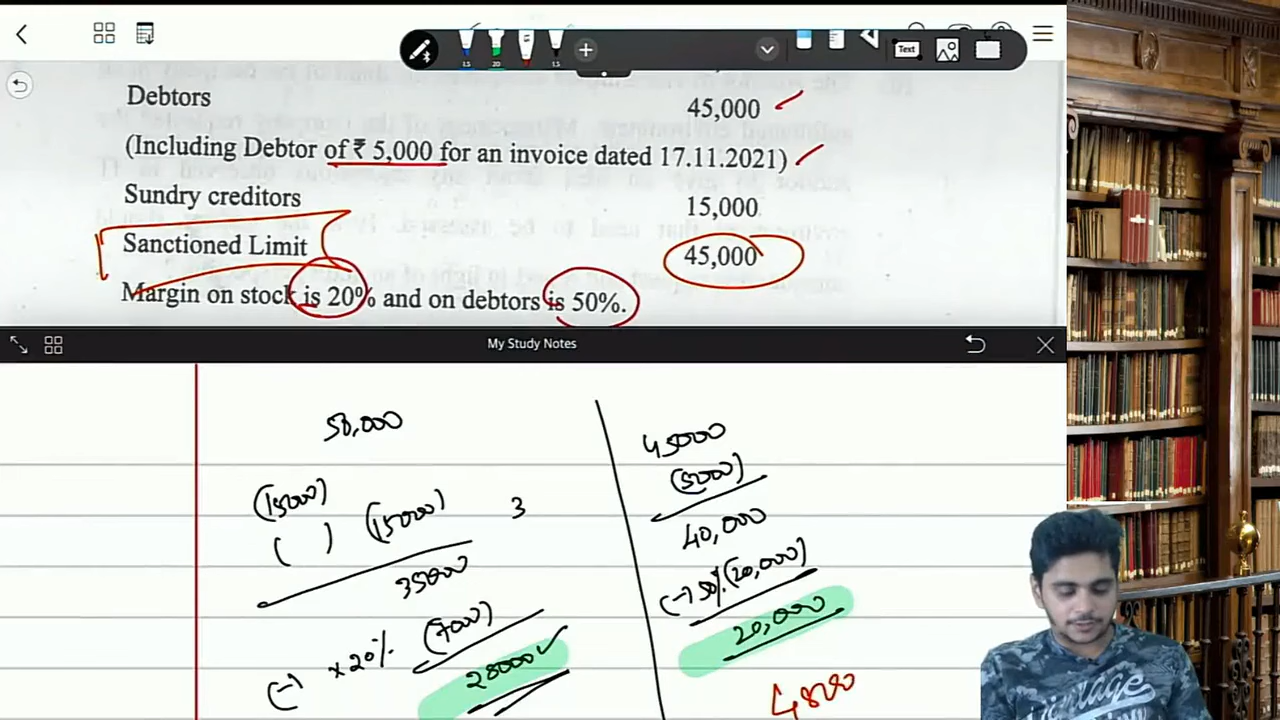 Text
Debtors 45,000
(Including Debtor of ₹ 5,000 for an invoice dated 17.11.2021)
Sundry creditors 15,000
Sanctioned Limit 45,000
Margin on stock is 20% and on debtors is 50%.
My Study Notes
50,000
(15000)
( ) (15000) 3
35000
(-) x 20% (7000)
28000
45000
(5000)
40,000
(-) 50% (20,000)
20,000
48000